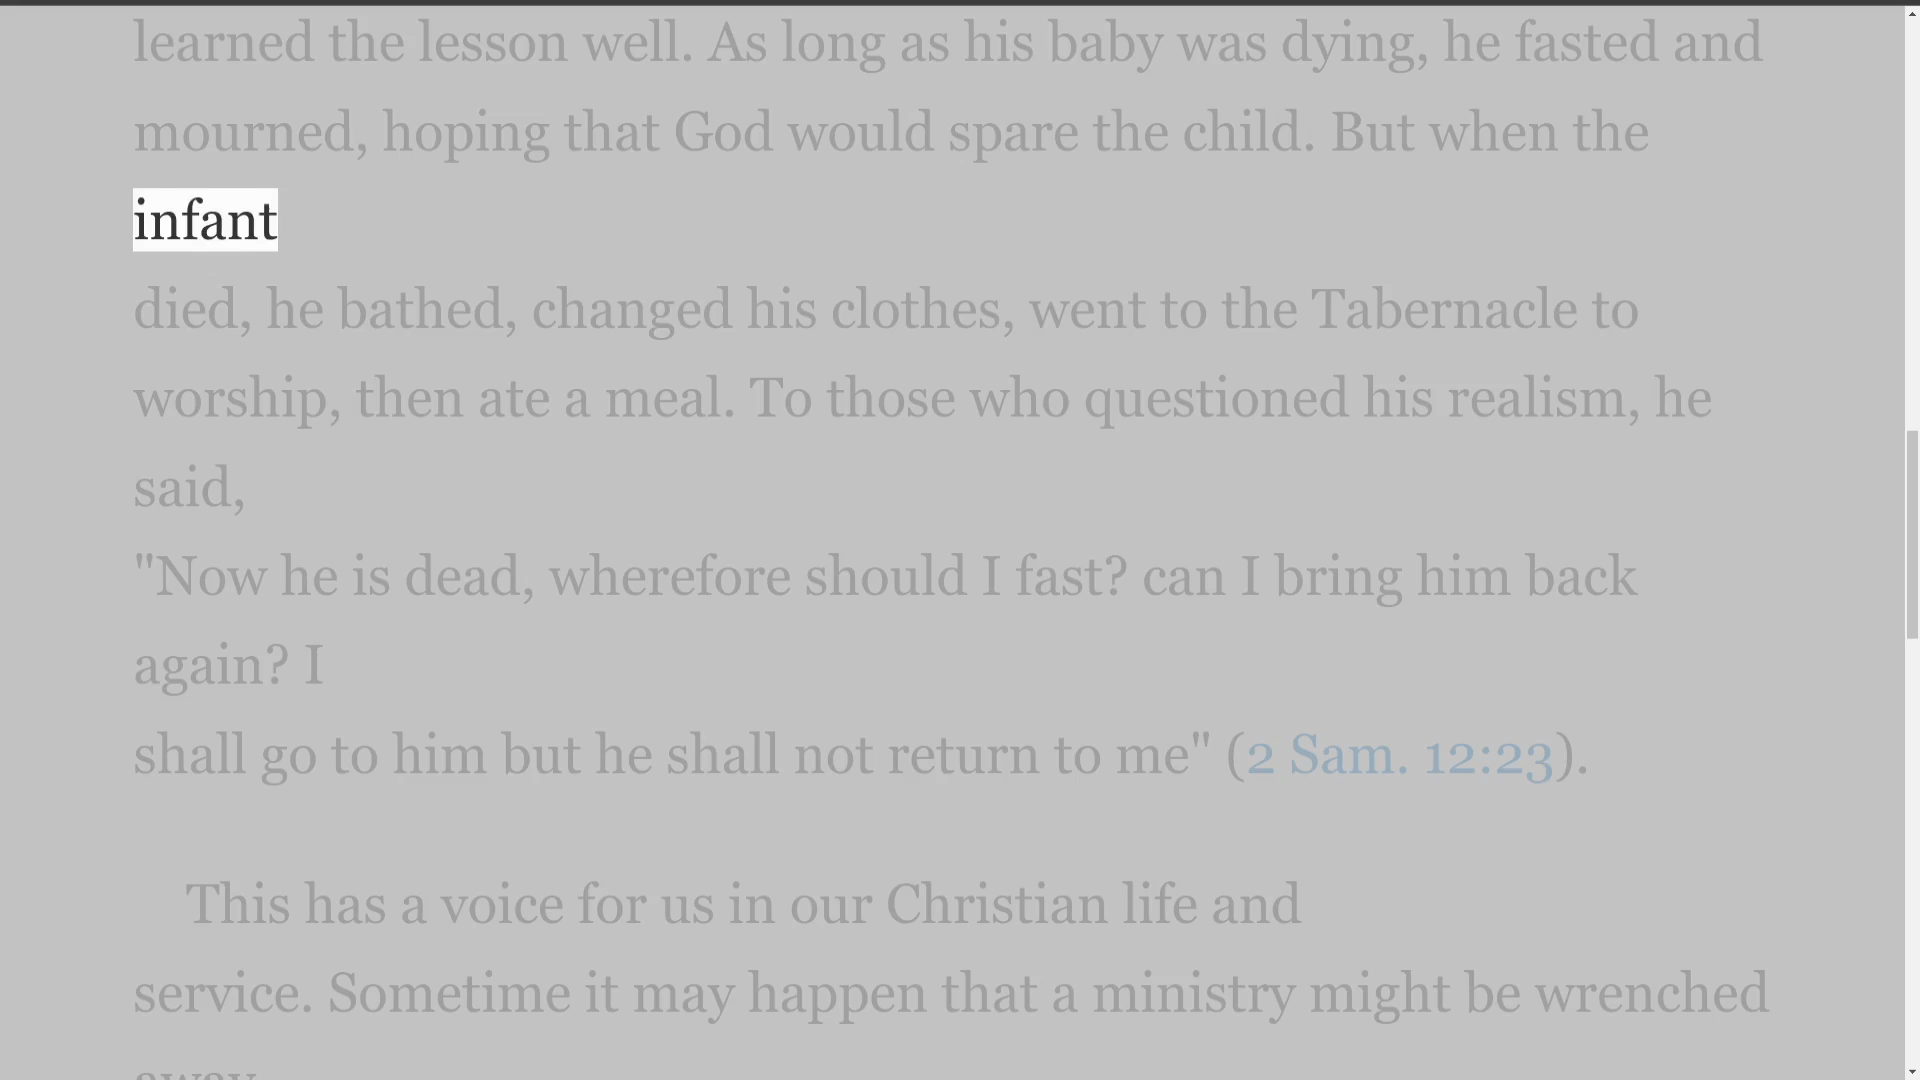 learned the lesson well. As long as his baby was dying, he fasted and
mourned, hoping that God would spare the child. But when the
infant
died, he bathed, changed his clothes, went to the Tabernacle to
worship, then ate a meal. To those who questioned his realism, he
said,
"Now he is dead, wherefore should I fast? can I bring him back
again? I
shall go to him but he shall not return to me" (2 Sam. 12:23).
This has a voice for us in our Christian life and
service. Sometime it may happen that a ministry might be wrenched
away